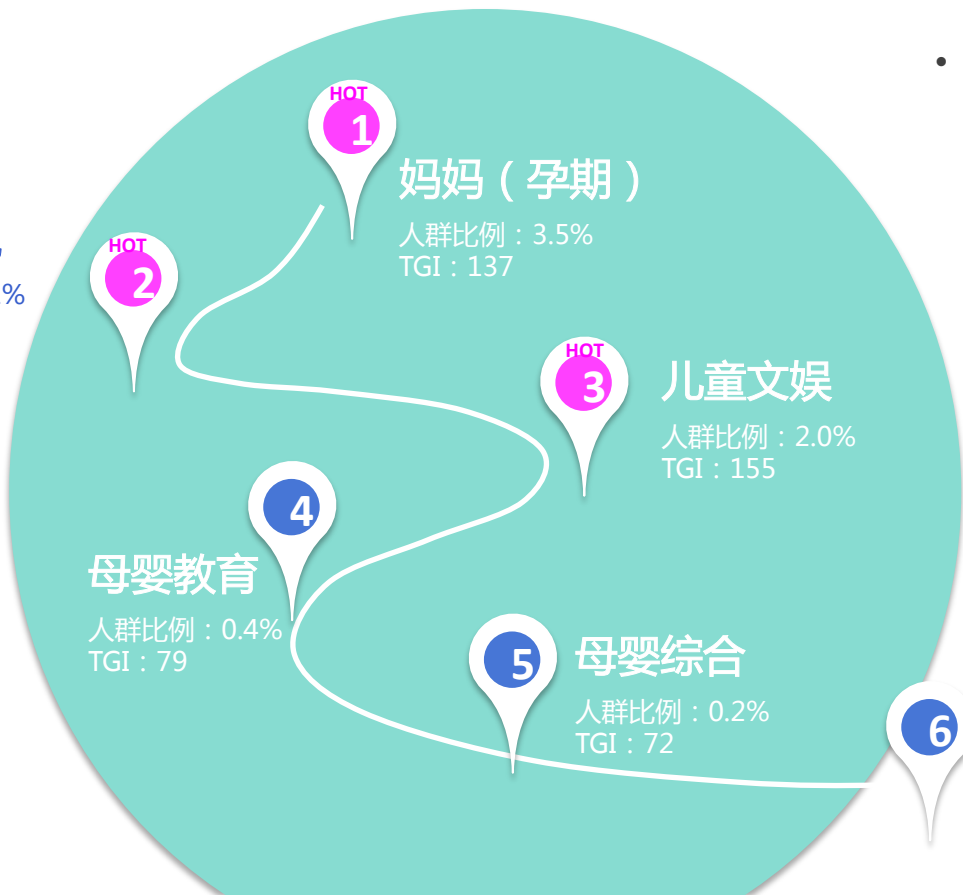 HOT
1
妈妈（孕期）
人群比例：3.5%
TGI：137
HOT
2
%
HOT
3
儿童文娱
人群比例：2.0%
TGI：155
4
母婴教育
人群比例：0.4%
TGI：79
5
母婴综合
人群比例：0.2%
TGI：72
6